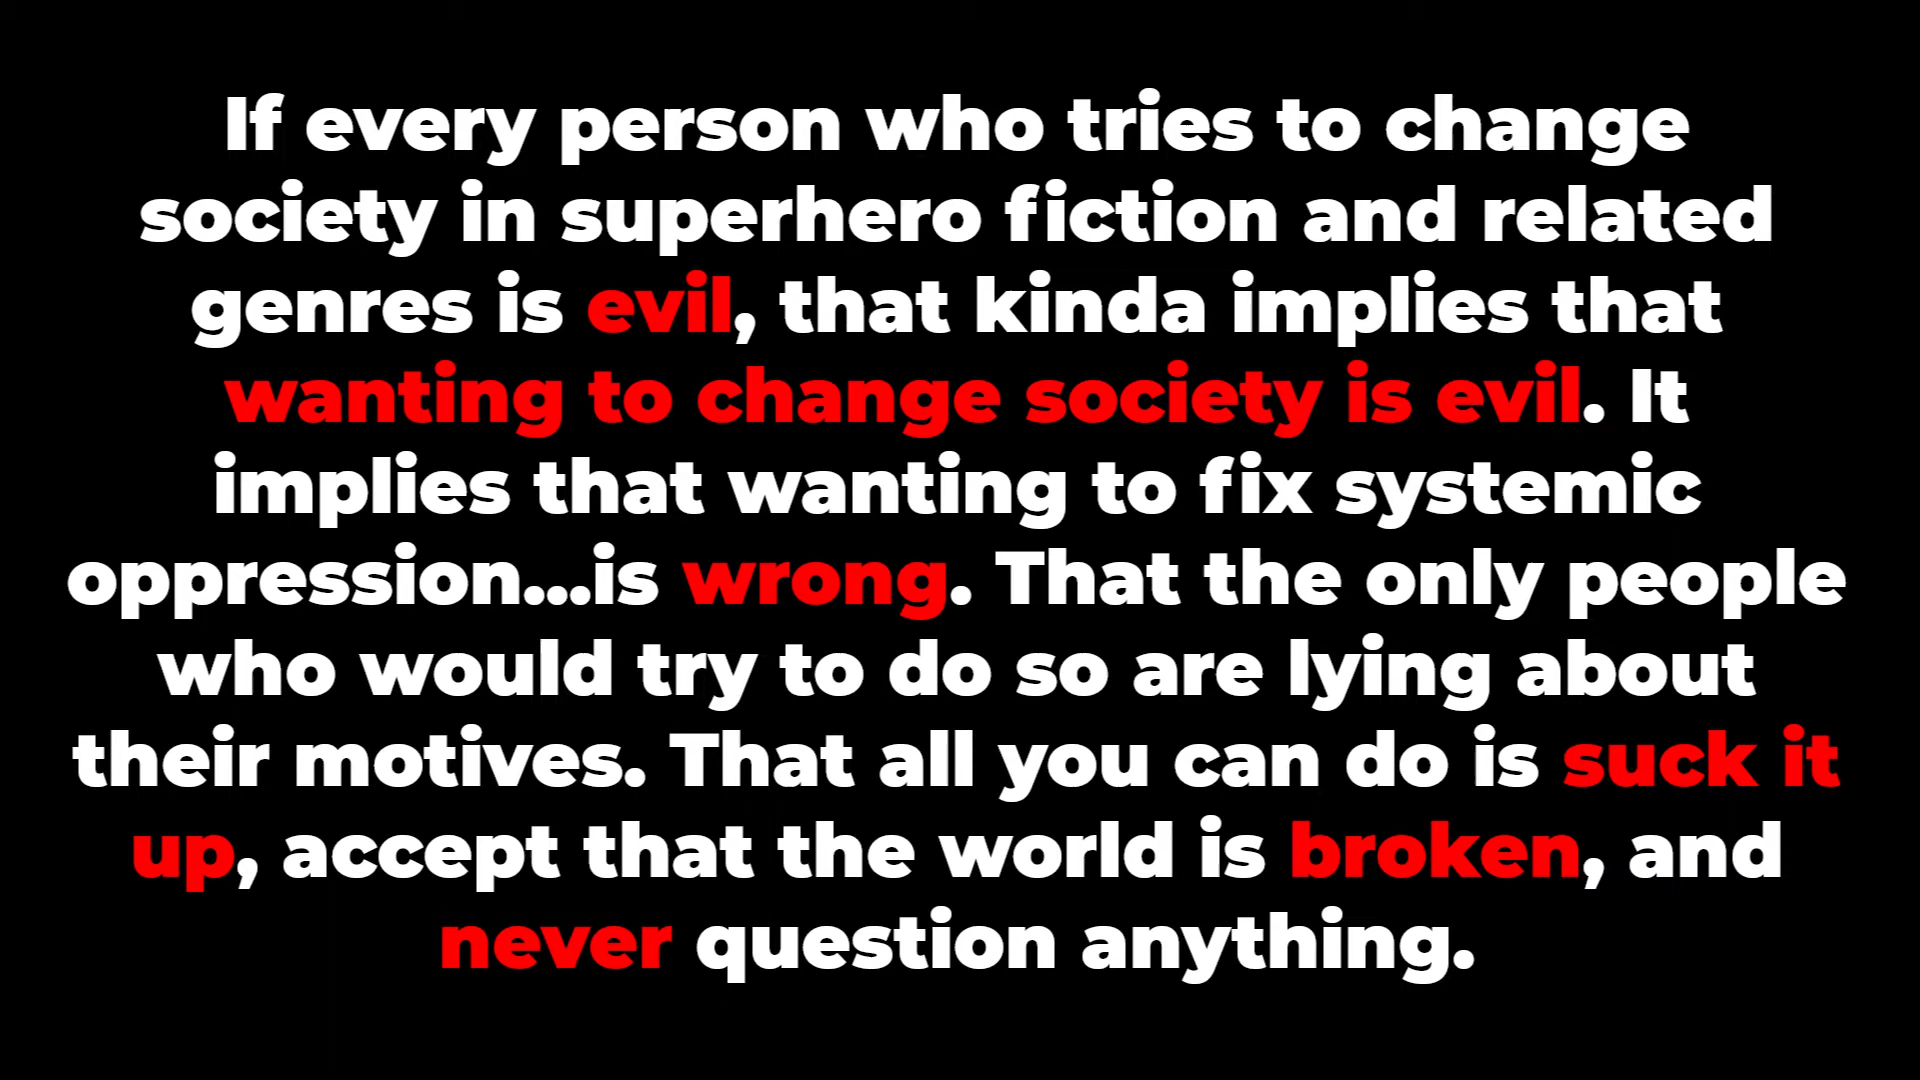 If every person who tries to change
society in superhero fiction and related
genres is evil, that kinda implies that
wanting to change society is evil. It
implies that wanting to fix systemic
oppression...is wrong. That the only people
who would try to do so are lying about
their motives. That all you can do is suck it
up, accept that the world is broken, and
never question anything.